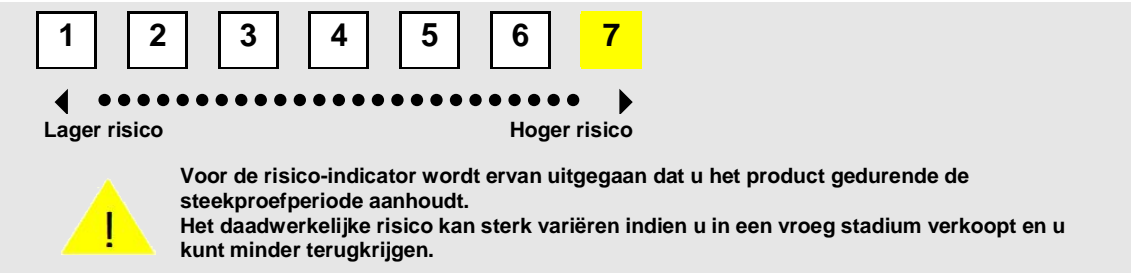 1 2 3 4 5 6 7
Lager risico Hoger risico
!
Voor de risico-indicator wordt ervan uitgegaan dat u het product gedurende de
steekproefperiode aanhoudt.
Het daadwerkelijke risico kan sterk variëren indien u in een vroeg stadium verkoopt en u
kunt minder terugkrijgen.